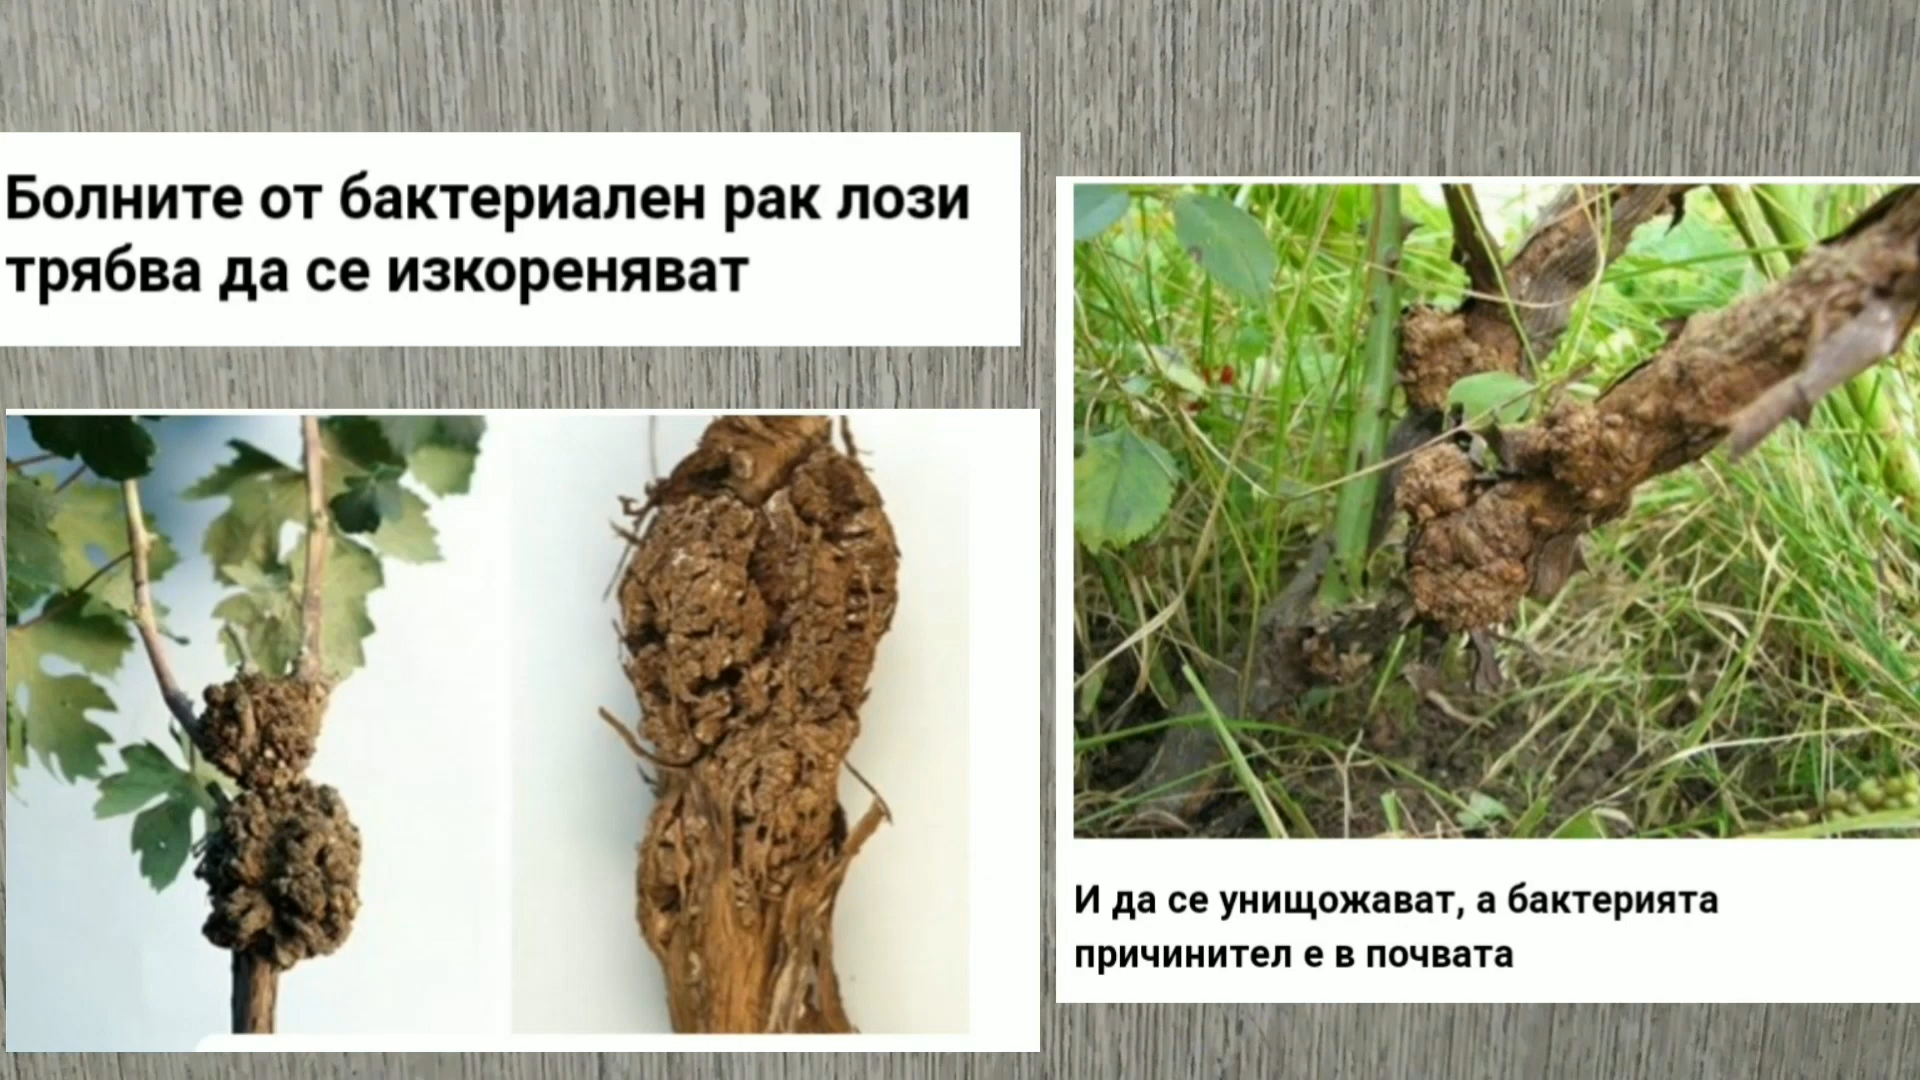 Болните от бактериален рак лози
трябва да се изкореняват
И да се унищожават, а бактерията
причинител е в почвата